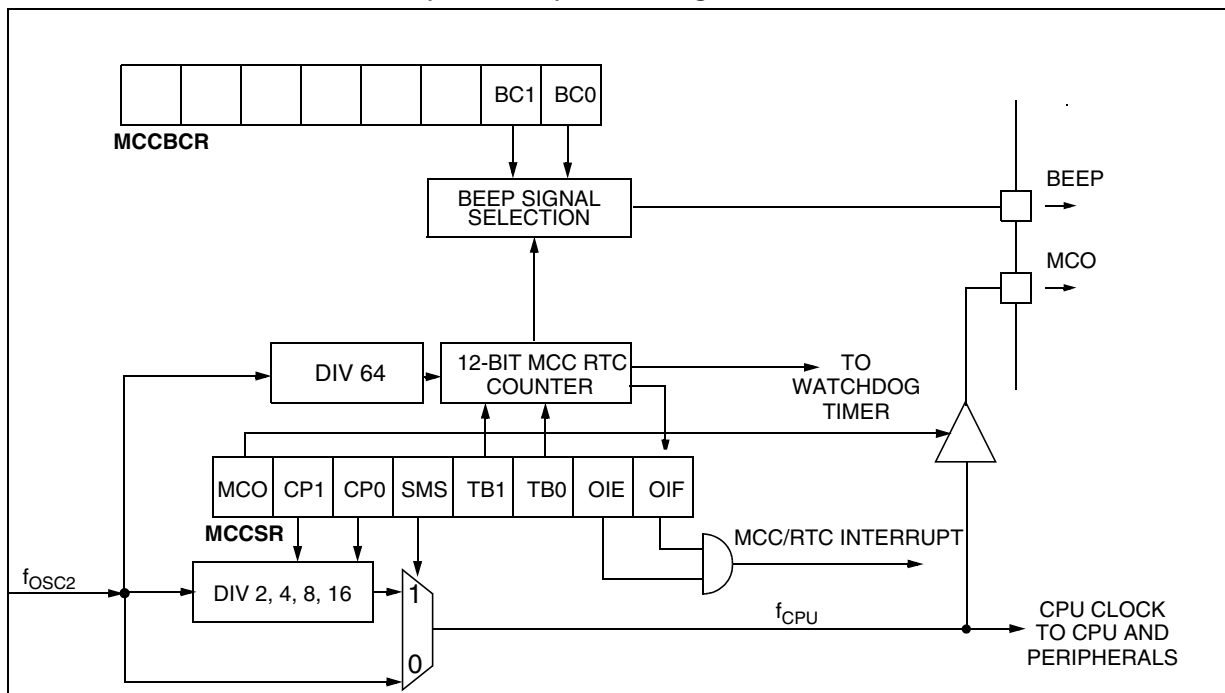 BC1 BC0
MCCBCR
BEEP SIGNAL
SELECTION
BEEP
MCO
DIV 64
12-BIT MCC RTC
COUNTER
TO
WATCHDOG
TIMER
MCO CP1 CP0 SMS TB1 TB0 OIE OIF
MCCSR
MCC/RTC INTERRUPT
fOSC2
DIV 2, 4, 8, 16
1
0
fCPU
CPU CLOCK
TO CPU AND
PERIPHERALS